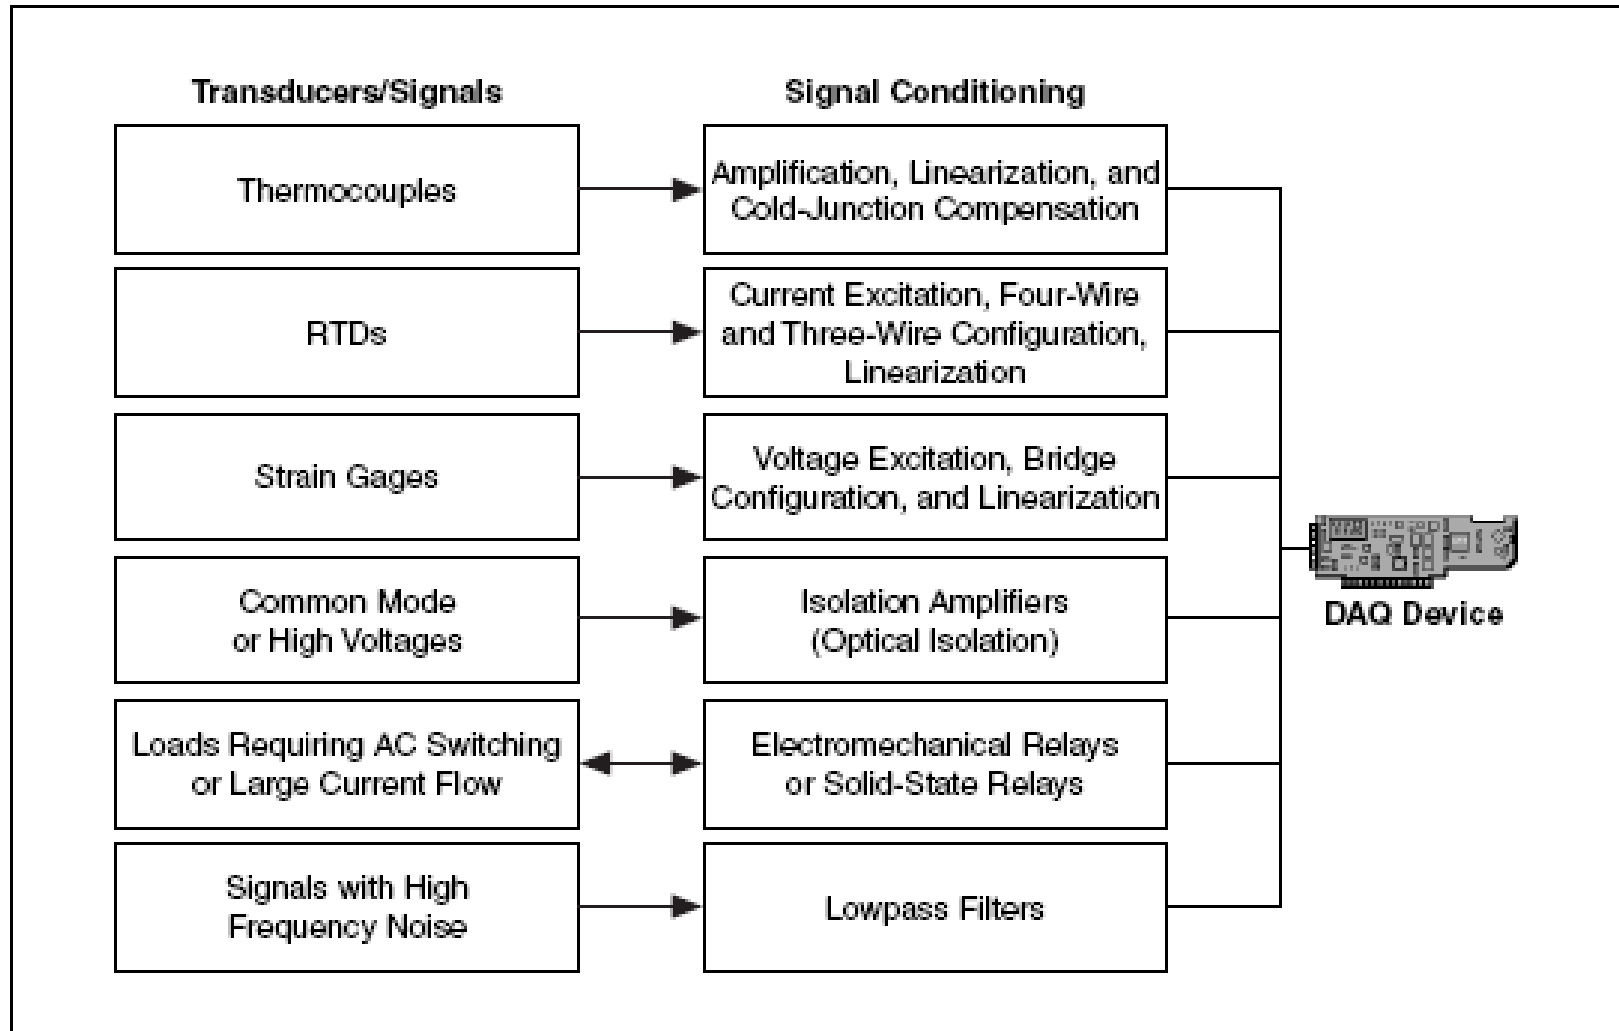 Transducers/Signals
Signal Conditioning
Thermocouples
Amplification, Linearization, and
Cold-Junction Compensation
RTDs
Current Excitation, Four-Wire
and Three-Wire Configuration,
Linearization
Strain Gages
Voltage Excitation, Bridge
Configuration, and Linearization
Common Mode
or High Voltages
Isolation Amplifiers
(Optical Isolation)
Loads Requiring AC Switching
or Large Current Flow
Electromechanical Relays
or Solid-State Relays
Signals with High
Frequency Noise
Lowpass Filters
DAQ Device